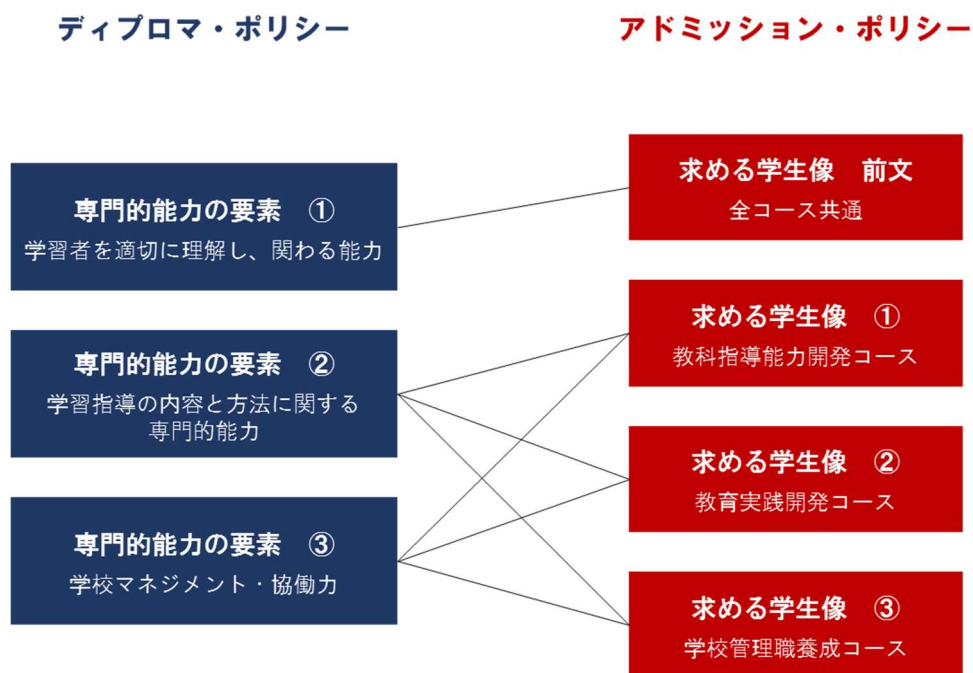 ディプロマ・ポリシー
専門的能力の要素　①
学習者を適切に理解し、関わる能力
専門的能力の要素　②
学習指導の内容と方法に関する
専門的能力
専門的能力の要素　③
学校マネジメント・協働力
アドミッション・ポリシー
求める学生像　前文
全コース共通
求める学生像　①
教科指導能力開発コース
求める学生像　②
教育実践開発コース
求める学生像　③
学校管理職養成コース